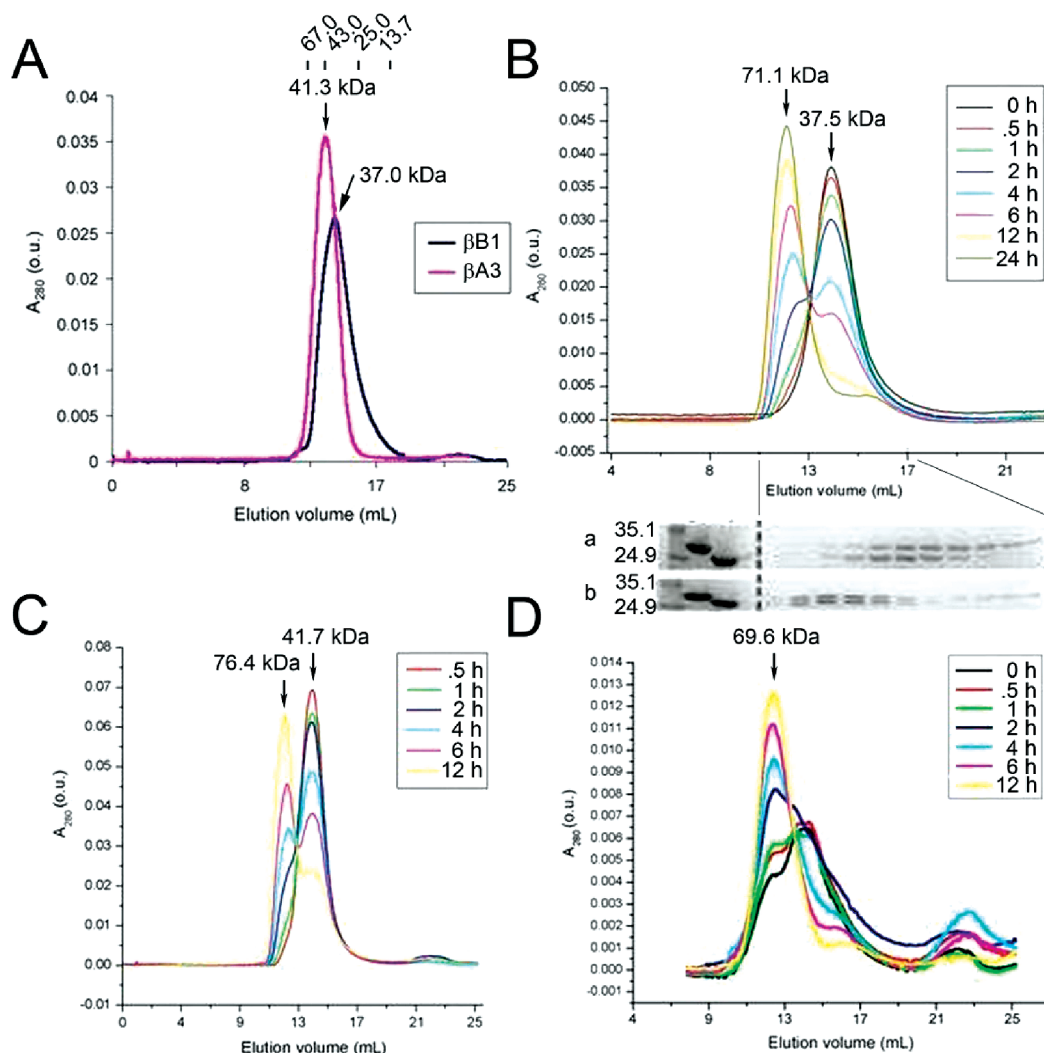 A
67.0 43.0 25.0 13.7
41.3 kDa
37.0 kDa
0.04
0.035
0.03
0.025
0.02
0.015
0.01
0.005
0
A280 (o.u.)
βB1
βA3
0 13 17 25
Elution volume (mL)
B
71.1 kDa
37.5 kDa
0.050
0.045
0.040
0.035
0.030
0.025
0.020
0.015
0.010
0.005
0.000
-0.005
A280 (o.u.)
0 h
.5 h
1 h
2 h
4 h
6 h
12 h
24 h
4 8 13 17 22
Elution volume (mL)
a
35.1
24.9
b
35.1
24.9
C
76.4 kDa
41.7 kDa
0.08
0.07
0.06
0.05
0.04
0.03
0.02
0.01
0.00
-0.01
A280 (o.u.)
.5 h
1 h
2 h
4 h
6 h
12 h
0 4 9 13 17 21 25
Elution volume (mL)
D
69.6 kDa
0.014
0.013
0.012
0.011
0.010
0.009
0.008
0.007
0.006
0.005
0.004
0.003
0.002
0.001
0.000
-0.001
A280 (o.u.)
0 h
.5 h
1 h
2 h
4 h
6 h
12 h
4 9 13 17 21 25
Elution volume (mL)